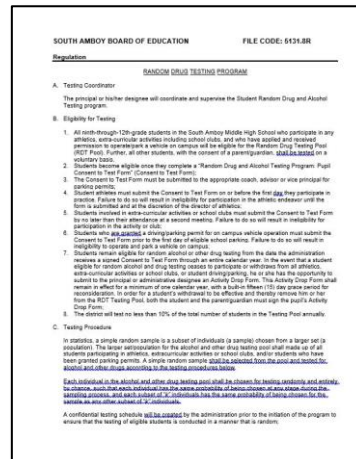 SOUTH AMBOY BOARD OF EDUCATION FILE CODE: 5131.8R
Regulation
RANDOM DRUG TESTING PROGRAM
A. Testing Coordinator
The principal or his/her designee will coordinate and supervise the Student Random Drug and Alcohol
Testing program.
B. Eligibility for Testing
1. All ninth-through-12th-grade students in the South Amboy Middle High School who participate in any
athletics, extra-curricular activities including school clubs, and who have applied and received
permission to operate/park a vehicle on campus will be eligible for the Random Drug Testing Pool
(RDT Pool). Further, all other students, with the consent of a parent/guardian, shall be tested on a
voluntary basis.
2. Students become eligible once they complete a "Random Drug and Alcohol Testing Program: Pupil
Consent to Test Form" (Consent to Test Form);
3. The Consent to Test Form must be submitted to the appropriate coach, advisor or vice principal for
parking permits;
4. Student athletes must submit the Consent to Test Form on or before the first day they participate in
practice. Failure to do so will result in ineligibility for participation in the athletic endeavor until the
form is submitted and at the discretion of the director of athletics;
5. Students involved in extra-curricular activities or school clubs must submit the Consent to Test Form
by no later than their attendance at a second meeting. Failure to do so will result in ineligibility for
participation in the activity or club;
6. Students who are granted a driving/parking permit for on campus vehicle operation must submit the
Consent to Test Form prior to the first day of eligible school parking. Failure to do so will result in
ineligibility to operate and park a vehicle on campus;
7. Students remain eligible for random alcohol or other drug testing from the date the administration
receives a signed Consent to Test Form through an entire calendar year. In the event that a student
eligible for random alcohol and drug testing ceases to participate or withdraws from all athletics,
extra-curricular activities or school clubs, or student driving/parking, he or she has the opportunity to
submit to the principal or administrative designee an Activity Drop Form. This Activity Drop Form shall
remain in effect for a minimum of one calendar year, with a built-in fifteen (15) day grace period for
reconsideration. In order for a student's withdrawal to be effective and thereby remove him or her
from the RDT Testing Pool, both the student and the parent/guardian must sign the pupil's Activity
Drop Form;
8. The district will test no less than 10% of the total number of students in the Testing Pool annually.
C. Testing Procedure
In statistics, a simple random sample is a subset of individuals (a sample) chosen from a larger set (a
population). The larger set/population for the alcohol and other drug testing pool shall made up of all
students participating in athletics, extracurricular activities or school clubs, and/or students who have
been granted parking permits. A simple random sample shall be selected from the pool and tested for
alcohol and other drugs according to the testing procedures below.
Each individual in the alcohol and other drug testing pool shall be chosen for testing randomly and entirely
by chance, such that each individual has the same probability of being chosen at any steps during the
sampling process, and each subset of "k" individuals has the same probability of being chosen for the
sample as any other subset of "k" individuals.
A confidential testing schedule will be created by the administration prior to the initiation of the program to
ensure that the testing of eligible students is conducted in a manner that is random;